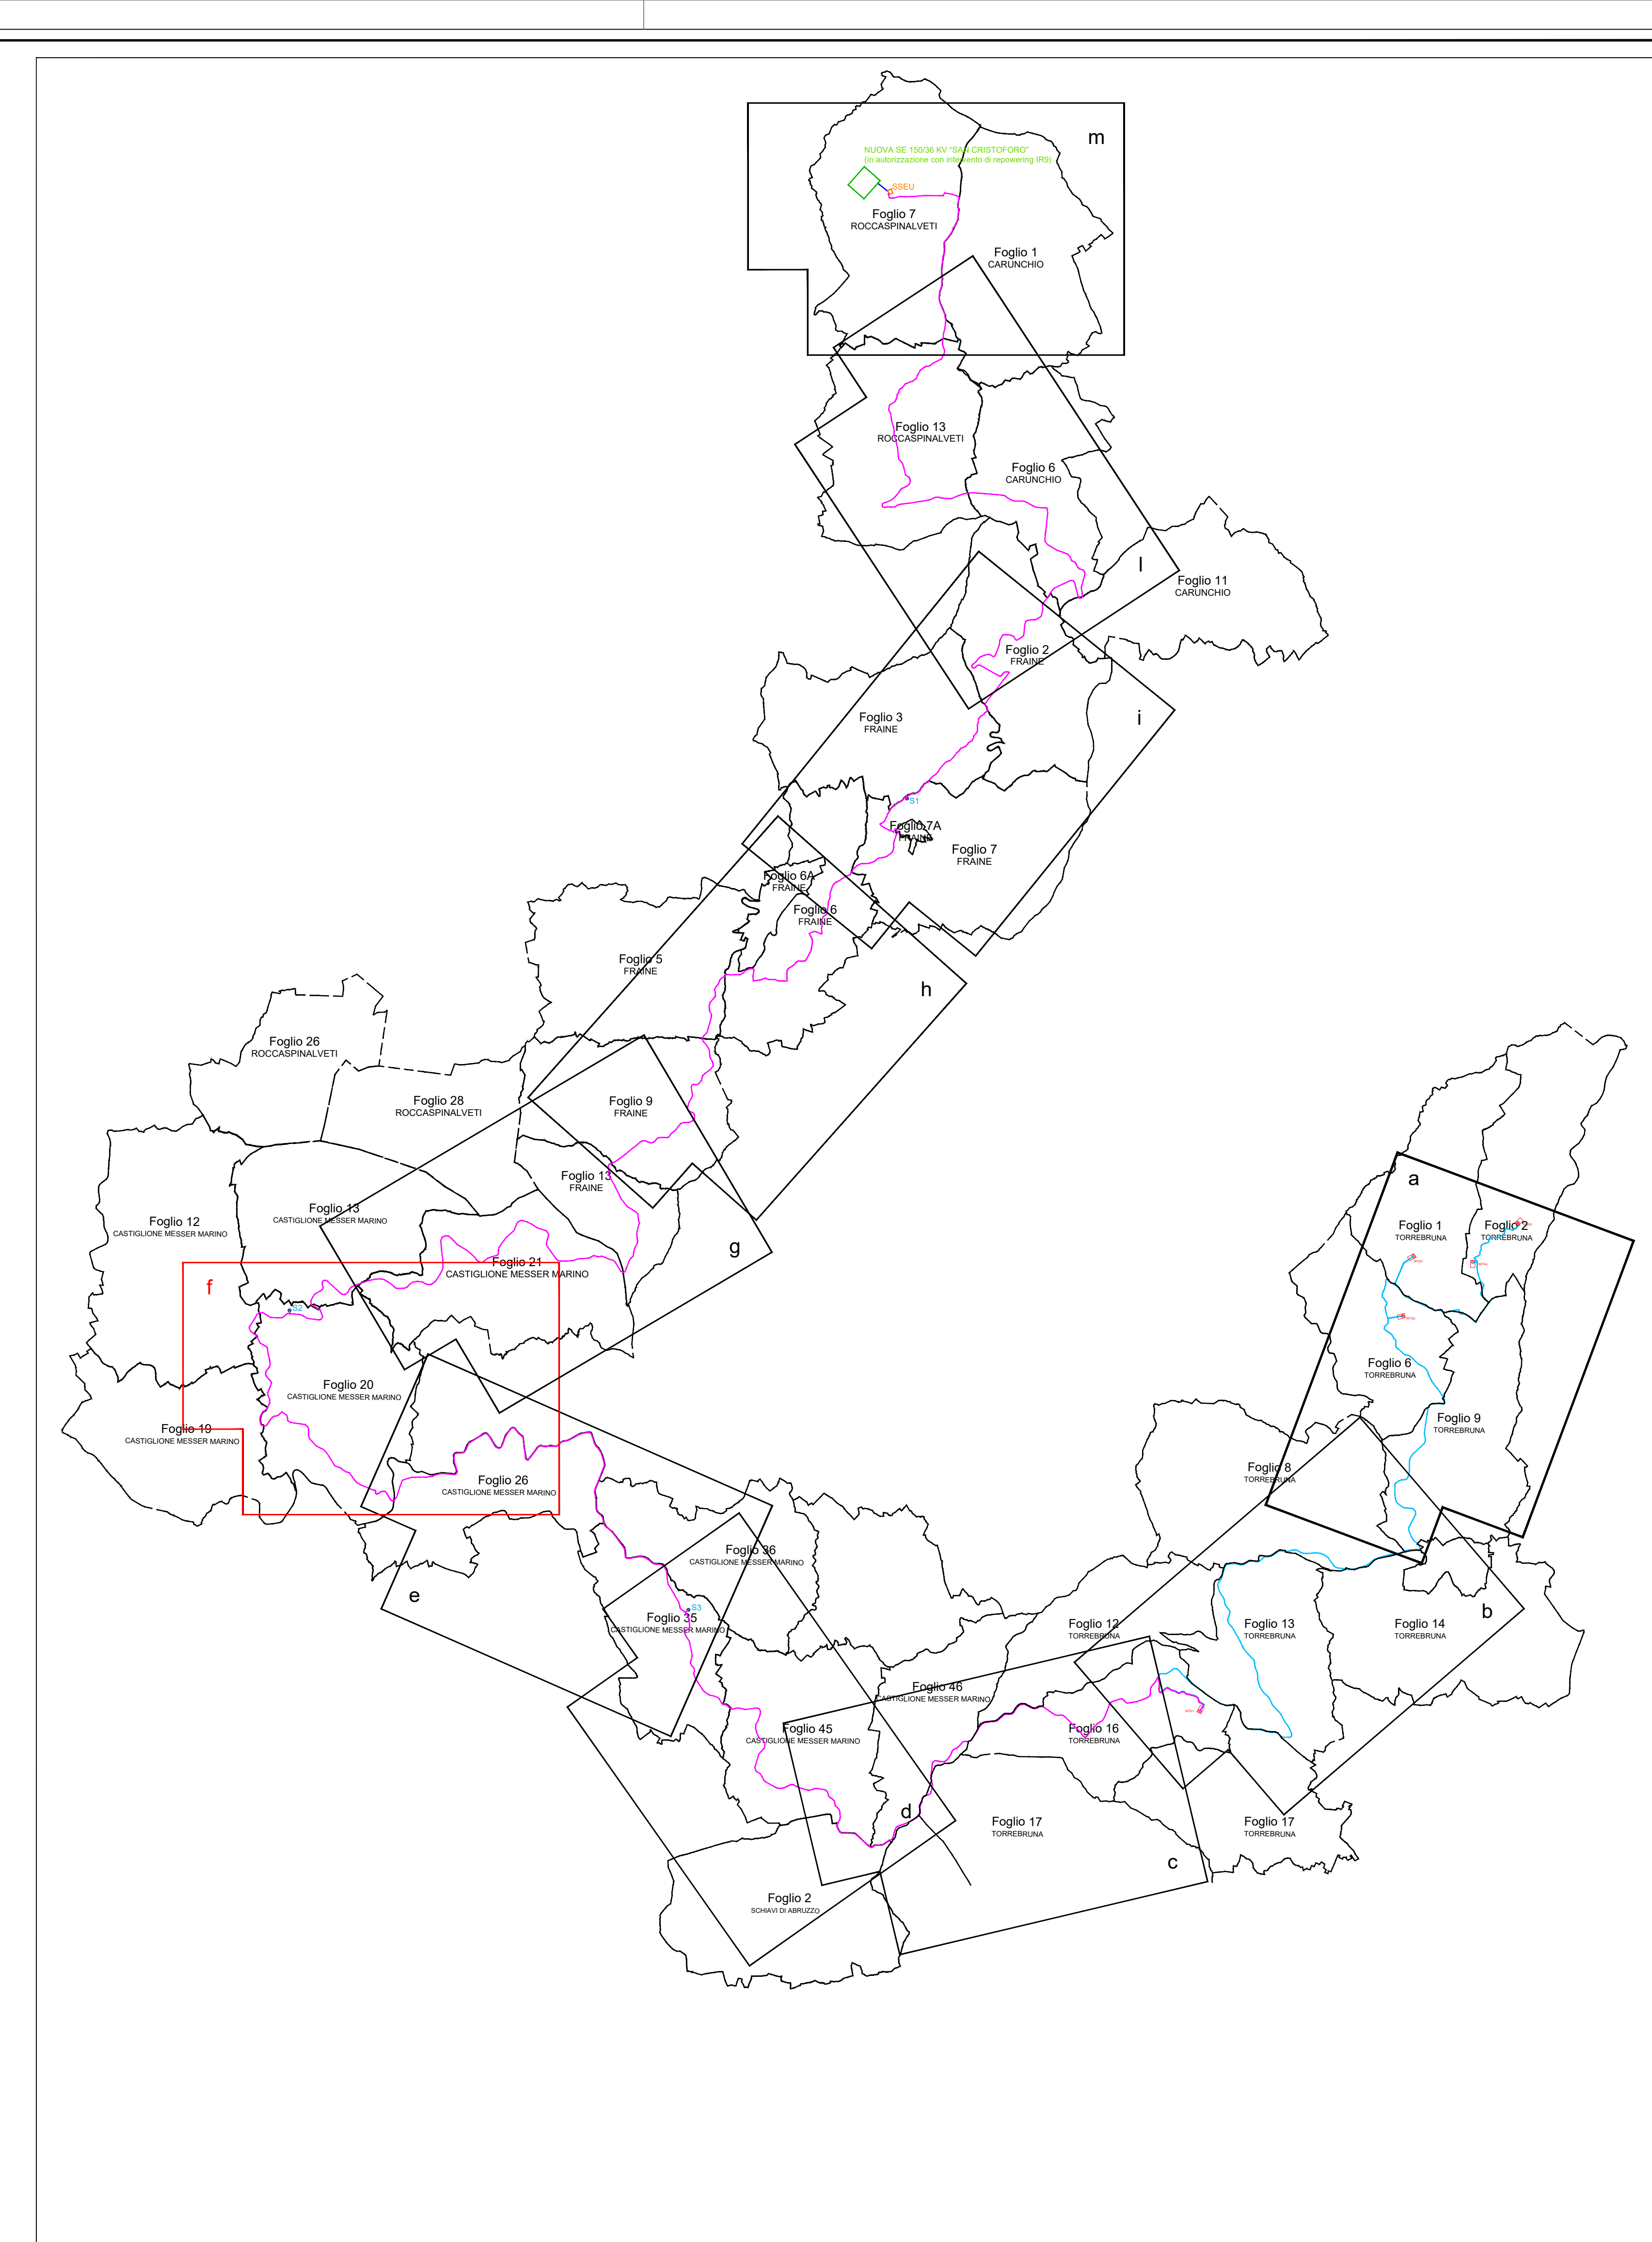 m
NUOVA SE 150/36 KV "SAN CRISTOFORO"
(in autorizzazione con intervento di repowering IR9)
SSEU
Foglio 7
ROCCASPINALVETI
Foglio 1
CARUNCHIO
Foglio 13
ROCCASPINALVETI
Foglio 6
CARUNCHIO
l
Foglio 11
CARUNCHIO
Foglio 2
FRAINE
Foglio 3
FRAINE
i
S1
Foglio 7A
FRAINE
Foglio 7
FRAINE
Foglio 6A
FRAINE
Foglio 6
FRAINE
Foglio 5
FRAINE
h
Foglio 26
ROCCASPINALVETI
Foglio 28
ROCCASPINALVETI
Foglio 9
FRAINE
Foglio 13
FRAINE
a
Foglio 12
CASTIGLIONE MESSER MARINO
Foglio 13
CASTIGLIONE MESSER MARINO
Foglio 1
TORREBRUNA
Foglio 2
TORREBRUNA
g
Foglio 21
CASTIGLIONE MESSER MARINO
f
S2
Foglio 6
TORREBRUNA
Foglio 20
CASTIGLIONE MESSER MARINO
Foglio 19
CASTIGLIONE MESSER MARINO
Foglio 9
TORREBRUNA
Foglio 8
TORREBRUNA
Foglio 26
CASTIGLIONE MESSER MARINO
Foglio 36
CASTIGLIONE MESSER MARINO
e
S3
Foglio 35
CASTIGLIONE MESSER MARINO
b
Foglio 12
TORREBRUNA
Foglio 13
TORREBRUNA
Foglio 14
TORREBRUNA
Foglio 46
CASTIGLIONE MESSER MARINO
Foglio 45
CASTIGLIONE MESSER MARINO
Foglio 16
TORREBRUNA
d
Foglio 17
TORREBRUNA
Foglio 17
TORREBRUNA
c
Foglio 2
SCHIAVI DI ABRUZZO